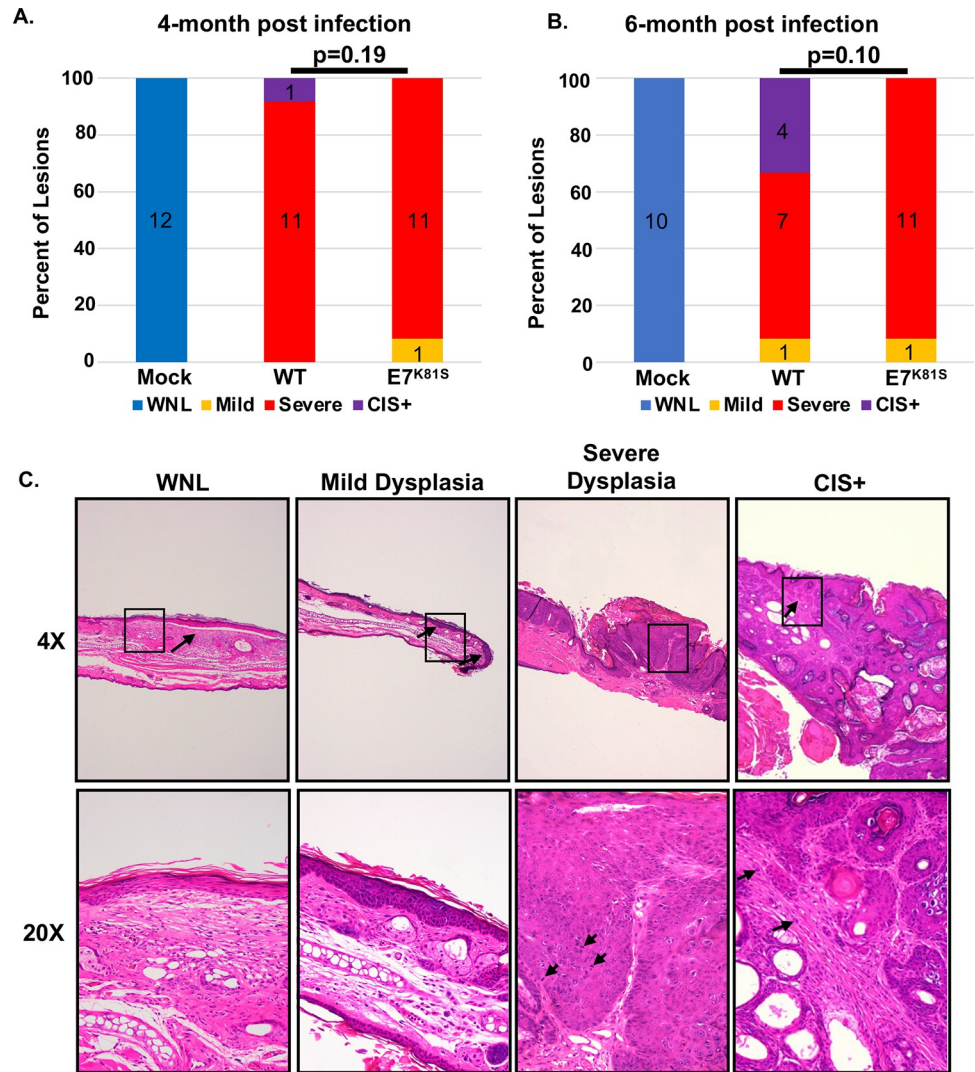 A.
4-month post infection
p=0.19
Percent of Lesions
100
80
60
40
20
0
12
1
11
11
1
Mock WT E7K81S
WNL Mild Severe CIS+
B.
6-month post infection
p=0.10
Percent of Lesions
100
80
60
40
20
0
10
4
7
1
11
1
Mock WT E7K81S
WNL Mild Severe CIS+
C.
WNL Mild Dysplasia Severe
Dysplasia CIS+
4X
20X